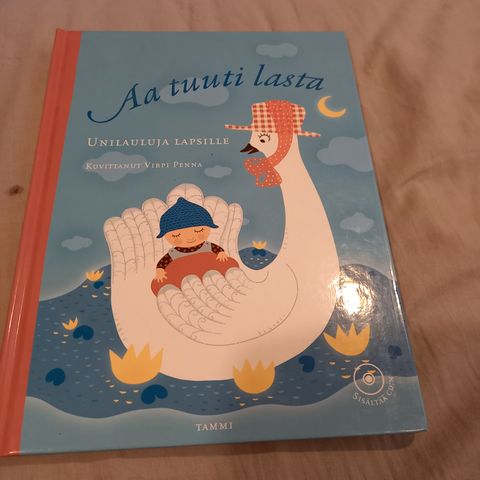 Aa tuuti lasta
Unilauluja lapsille
Kuvittanut Virpi Penna
Sisältää CD:n
TAMMI